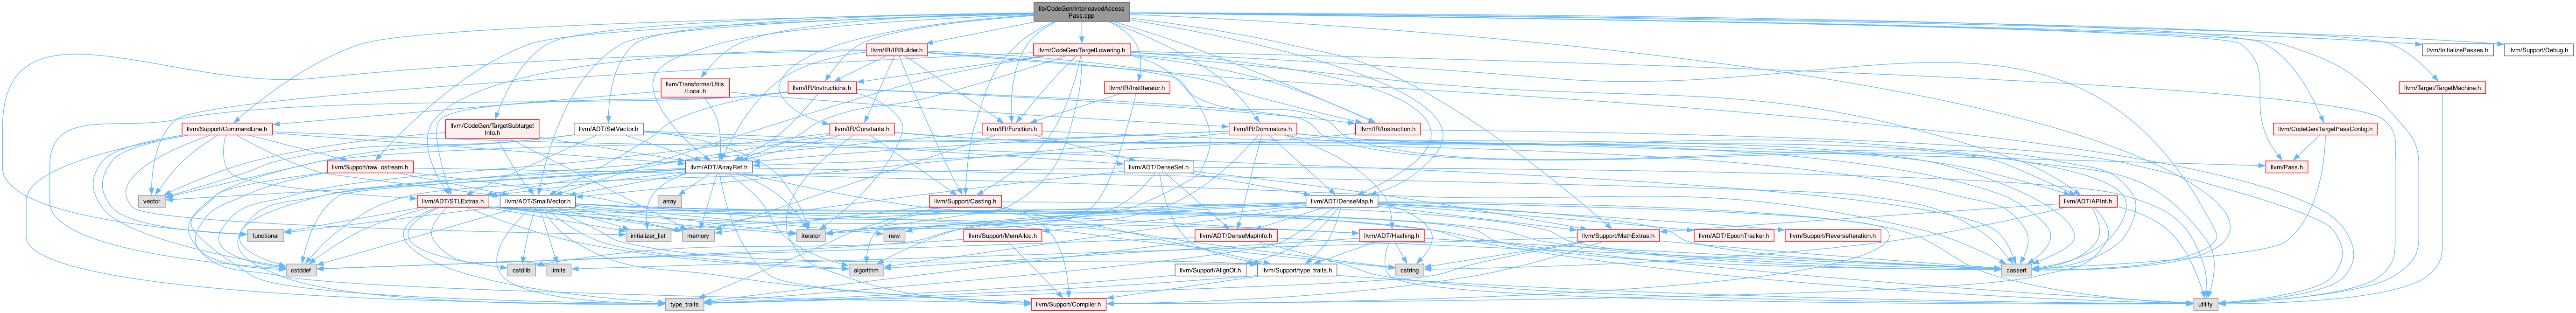 lib/CodeGen/InterleavedAccess
Pass.cpp
llvm/IR/IRBuilder.h
llvm/CodeGen/TargetLowering.h
llvm/InitializePasses.h
llvm/Support/Debug.h
llvm/Transforms/Utils
/Local.h
llvm/IR/Instructions.h
llvm/IR/InstIterator.h
llvm/Target/TargetMachine.h
llvm/Support/CommandLine.h
llvm/CodeGen/TargetSubtarget
Info.h
llvm/ADT/SetVector.h
llvm/IR/Constants.h
llvm/IR/Function.h
llvm/IR/Dominators.h
llvm/IR/Instruction.h
llvm/CodeGen/TargetPassConfig.h
llvm/Support/raw_ostream.h
llvm/ADT/ArrayRef.h
llvm/ADT/DenseSet.h
llvm/Pass.h
vector
llvm/ADT/STLExtras.h
llvm/ADT/SmallVector.h
array
llvm/Support/Casting.h
llvm/ADT/DenseMap.h
llvm/ADT/APInt.h
functional
initializer_list
memory
iterator
new
llvm/Support/MemAlloc.h
llvm/ADT/DenseMapInfo.h
llvm/ADT/Hashing.h
llvm/Support/MathExtras.h
llvm/ADT/EpochTracker.h
llvm/Support/ReverseIteration.h
cstddef
cstdlib
limits
algorithm
llvm/Support/AlignOf.h
llvm/Support/type_traits.h
cstring
cassert
type_traits
llvm/Support/Compiler.h
utility